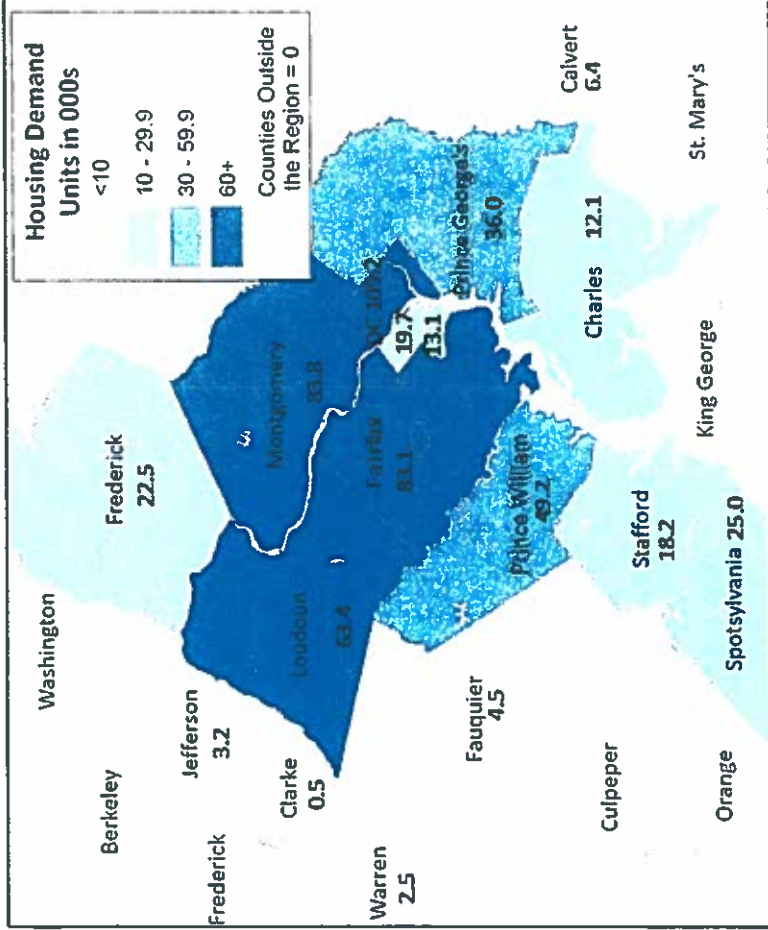 Housing Demand
Units in 000s
<10
10 - 29.9
30 - 59.9
60+
Counties Outside
the Region = 0
Washington
Berkeley
Frederick
22.5
Jefferson
3.2
Frederick
Clarke
0.5
Loudoun
63.4
Montgomery
83.8
Warren
2.5
Fairfax
83.1
DC
19.7
13.1
Prince George's
36.0
Fauquier
4.5
Prince William
49.2
Calvert
6.4
Charles 12.1
Culpeper
Stafford
18.2
King George
St. Mary's
Orange
Spotsylvania 25.0